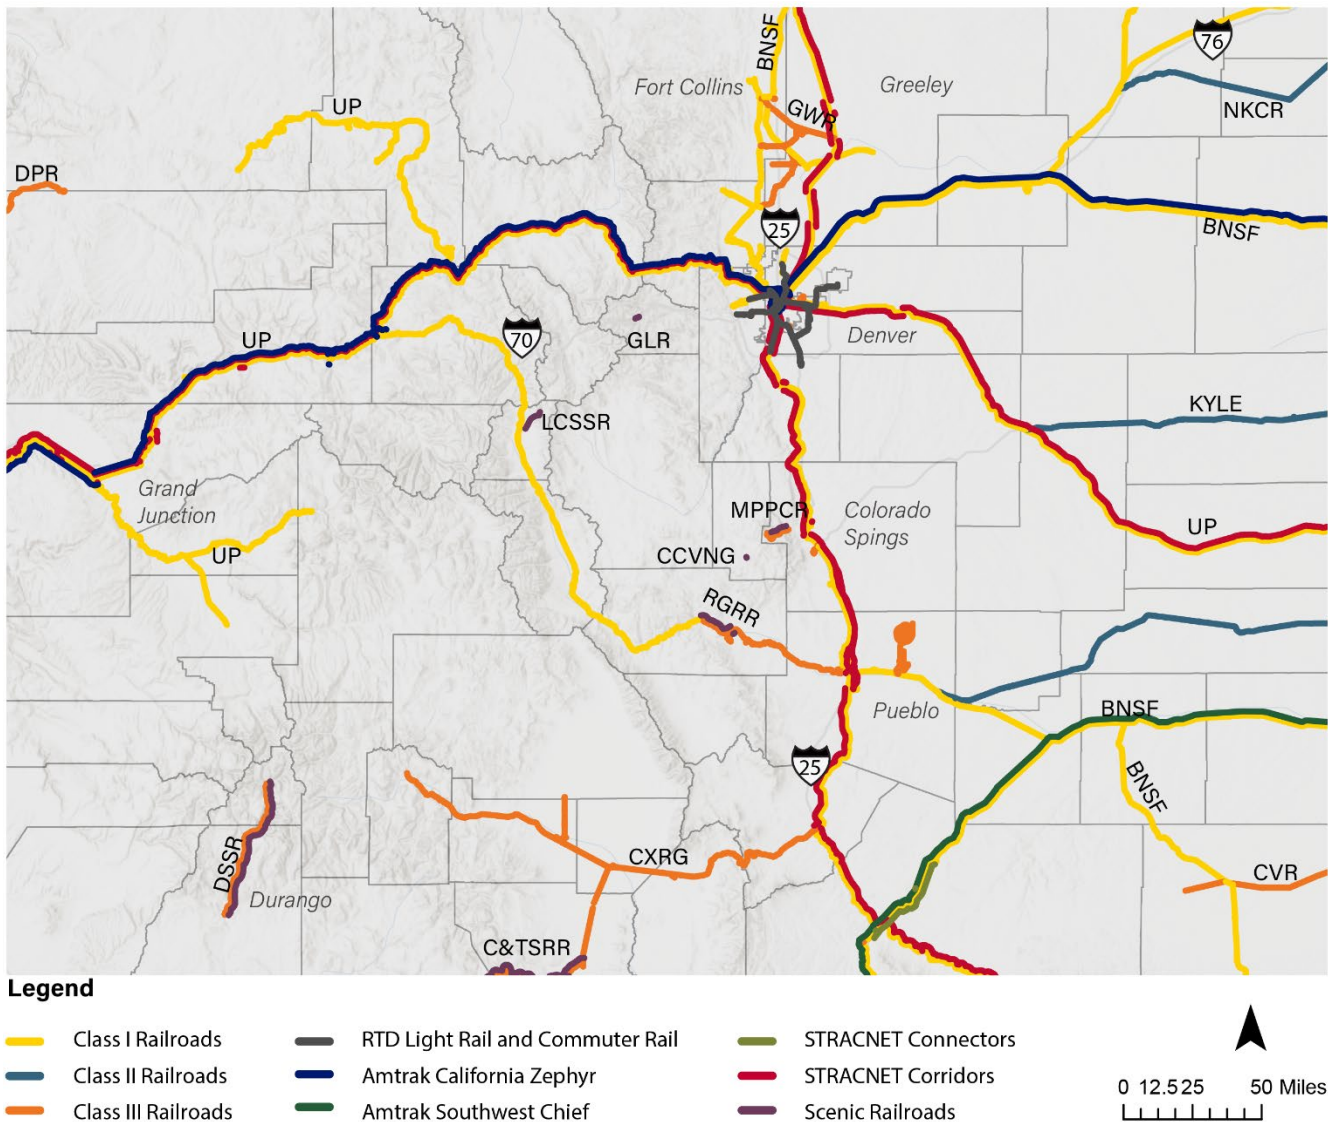 BNSF
76
Fort Collins
Greeley
UP
GWR
NKCR
DPR
25
BNSF
UP
70
GLR
Denver
LCSSR
KYLE
Grand
Junction
MPPCR
Colorado
Springs
UP
CCVNG
UP
RGRR
Pueblo
BNSF
25
BNSF
DSSR
CXRG
CVR
Durango
C&TSRR
Legend
Class I Railroads
RTD Light Rail and Commuter Rail
STRACNET Connectors
Class II Railroads
Amtrak California Zephyr
STRACNET Corridors
0 12.5 25 50 Miles
Class III Railroads
Amtrak Southwest Chief
Scenic Railroads